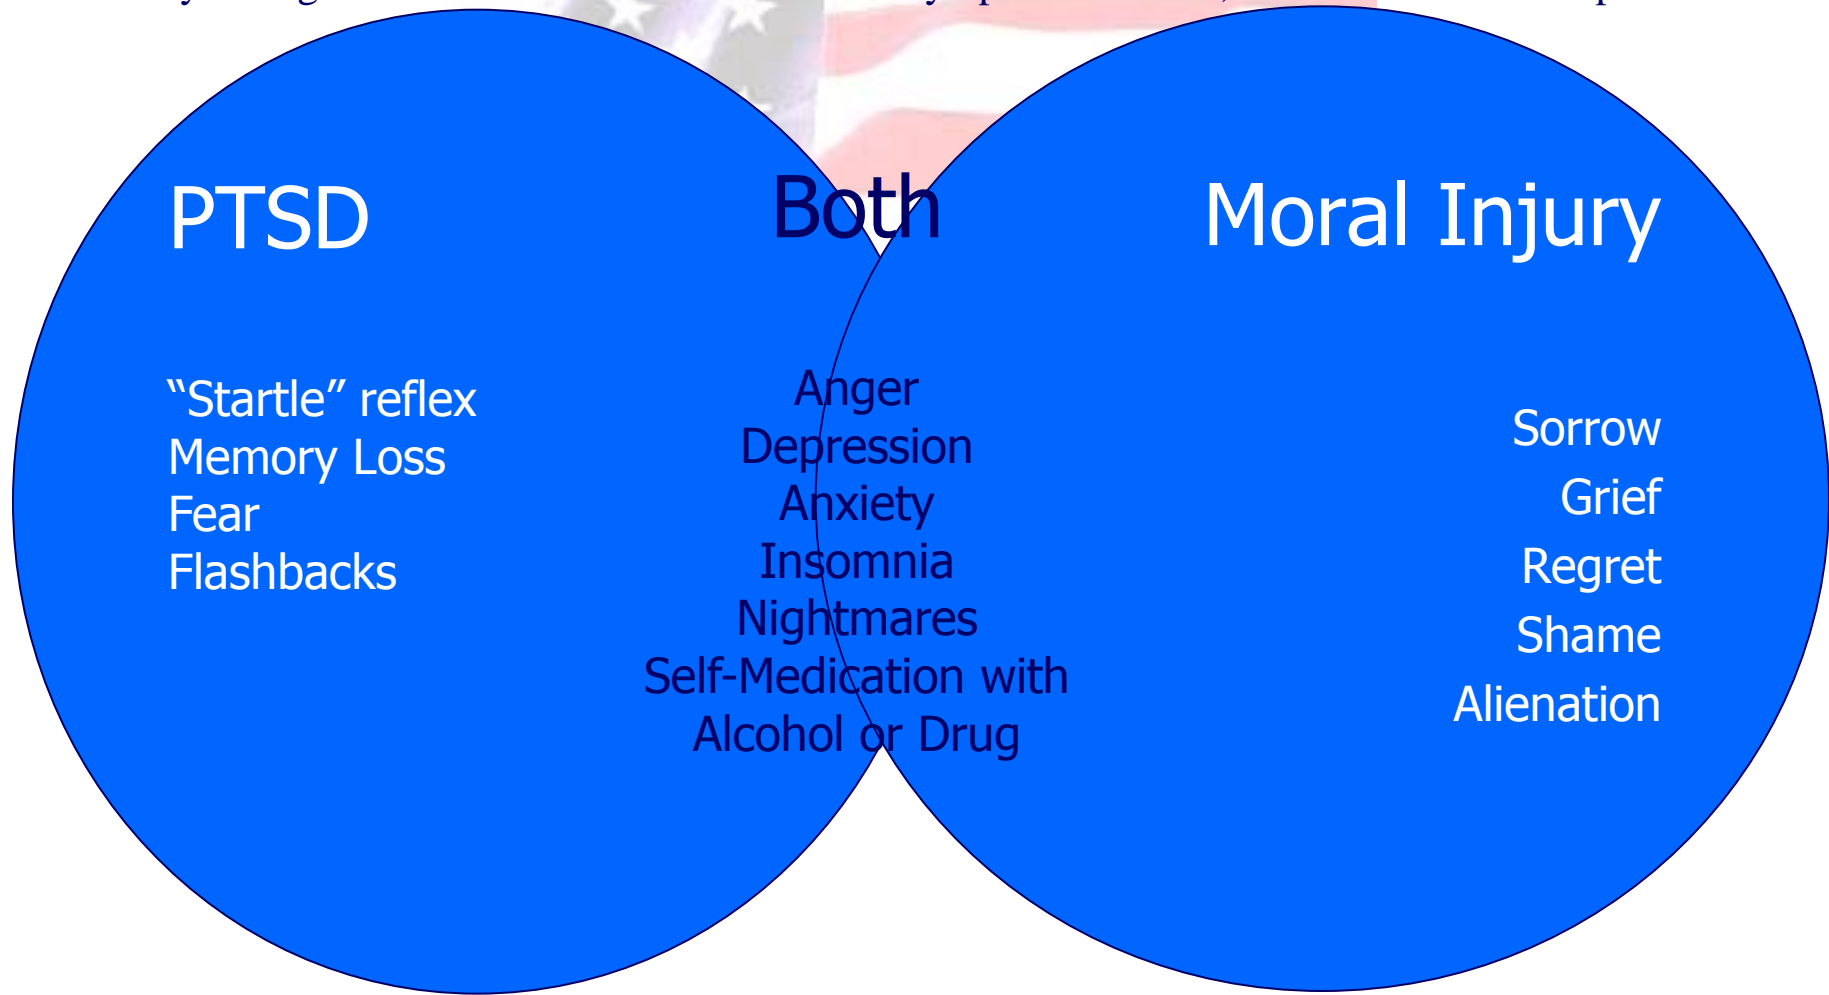 PTSD
Both
Moral Injury
“Startle” reflex
Memory Loss
Fear
Flashbacks
Anger
Depression
Anxiety
Insomnia
Nightmares
Self-Medication with
Alcohol or Drug
Sorrow
Grief
Regret
Shame
Alienation